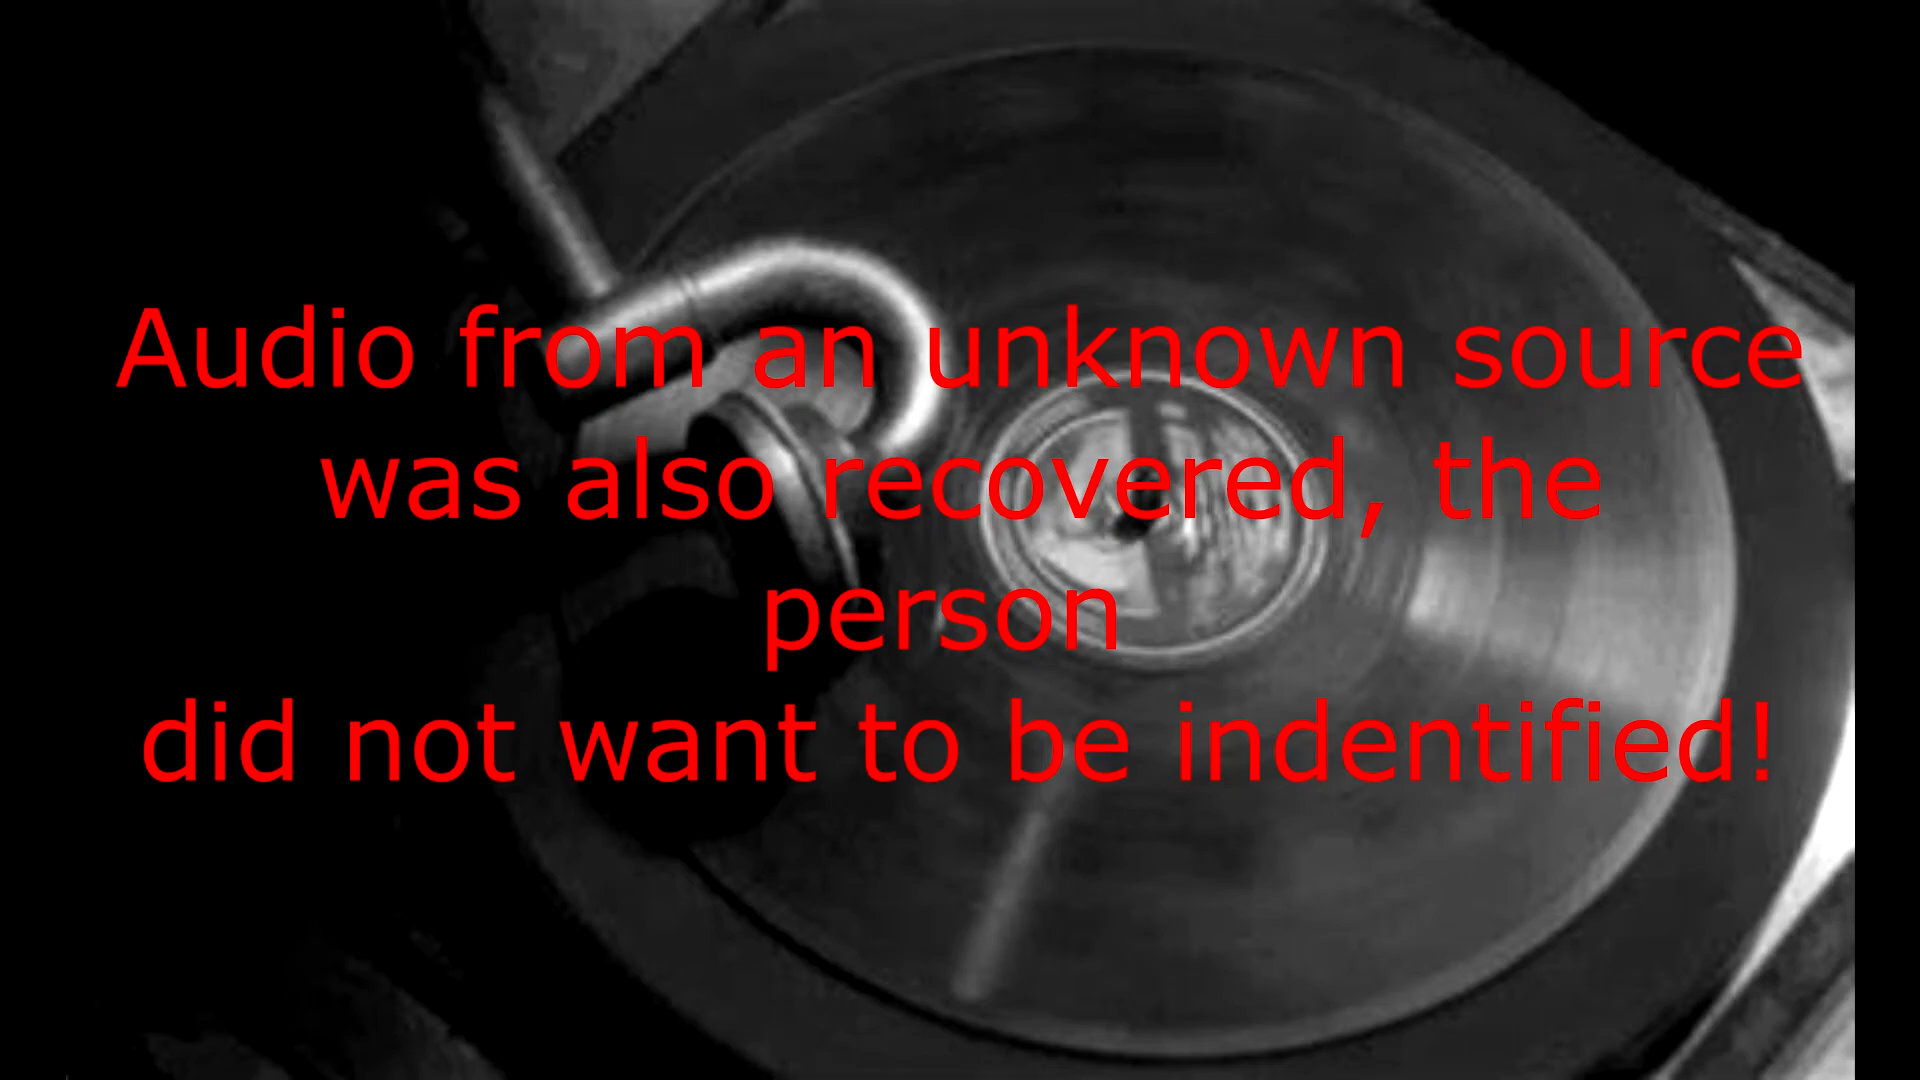 Audio from an unknown source
was also recovered, the
person
did not want to be indentified!